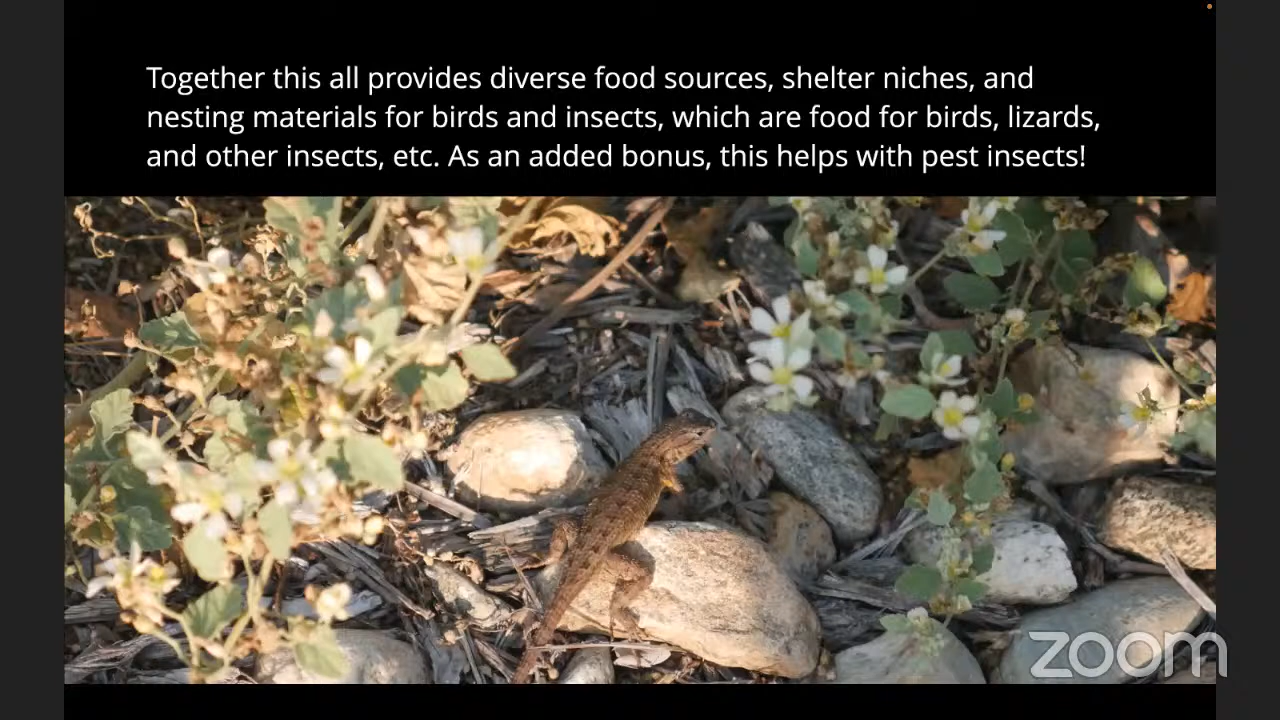 Together this all provides diverse food sources, shelter niches, and
nesting materials for birds and insects, which are food for birds, lizards,
and other insects, etc. As an added bonus, this helps with pest insects!
zoom